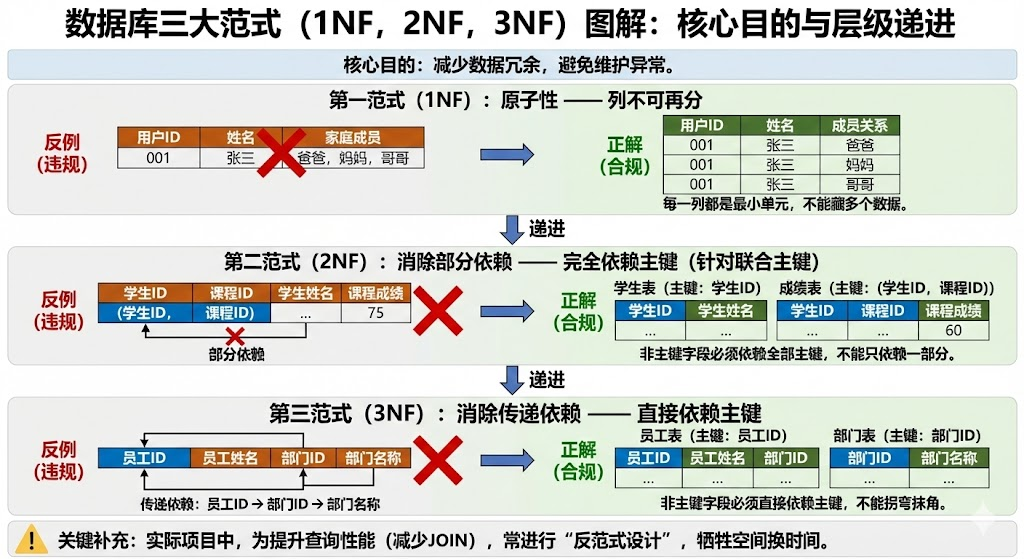 数据库三大范式（1NF，2NF，3NF）图解：核心目的与层级递进
核心目的：减少数据冗余，避免维护异常。
第一范式（1NF）：原子性 —— 列不可再分
反例
（违规）
用户ID 姓名 家庭成员
001 张三 爸爸，妈妈，哥哥
正解
（合规）
用户ID 姓名 成员关系
001 张三 爸爸
001 张三 妈妈
001 张三 哥哥
每一列都是最小单元，不能藏多个数据。
递进
第二范式（2NF）：消除部分依赖 —— 完全依赖主键（针对联合主键）
反例
（违规）
学生ID 课程ID 学生姓名 课程成绩
(学生ID， 课程ID) ... 75
部分依赖
正解
（合规）
学生表（主键：学生ID）
学生ID 学生姓名
... ...
成绩表（主键：(学生ID，课程ID)）
学生ID 课程ID 课程成绩
... ... 60
非主键字段必须依赖全部主键，不能只依赖一部分。
递进
第三范式（3NF）：消除传递依赖 —— 直接依赖主键
反例
（违规）
员工ID 员工姓名 部门ID 部门名称
传递依赖：员工ID → 部门ID → 部门名称
正解
（合规）
员工表（主键：员工ID）
员工ID 员工姓名 部门ID
... ... ...
部门表（主键：部门ID）
部门ID 部门名称
... ...
非主键字段必须直接依赖主键，不能拐弯抹角。
关键补充：实际项目中，为提升查询性能（减少JOIN），常进行“反范式设计”，牺牲空间换时间。